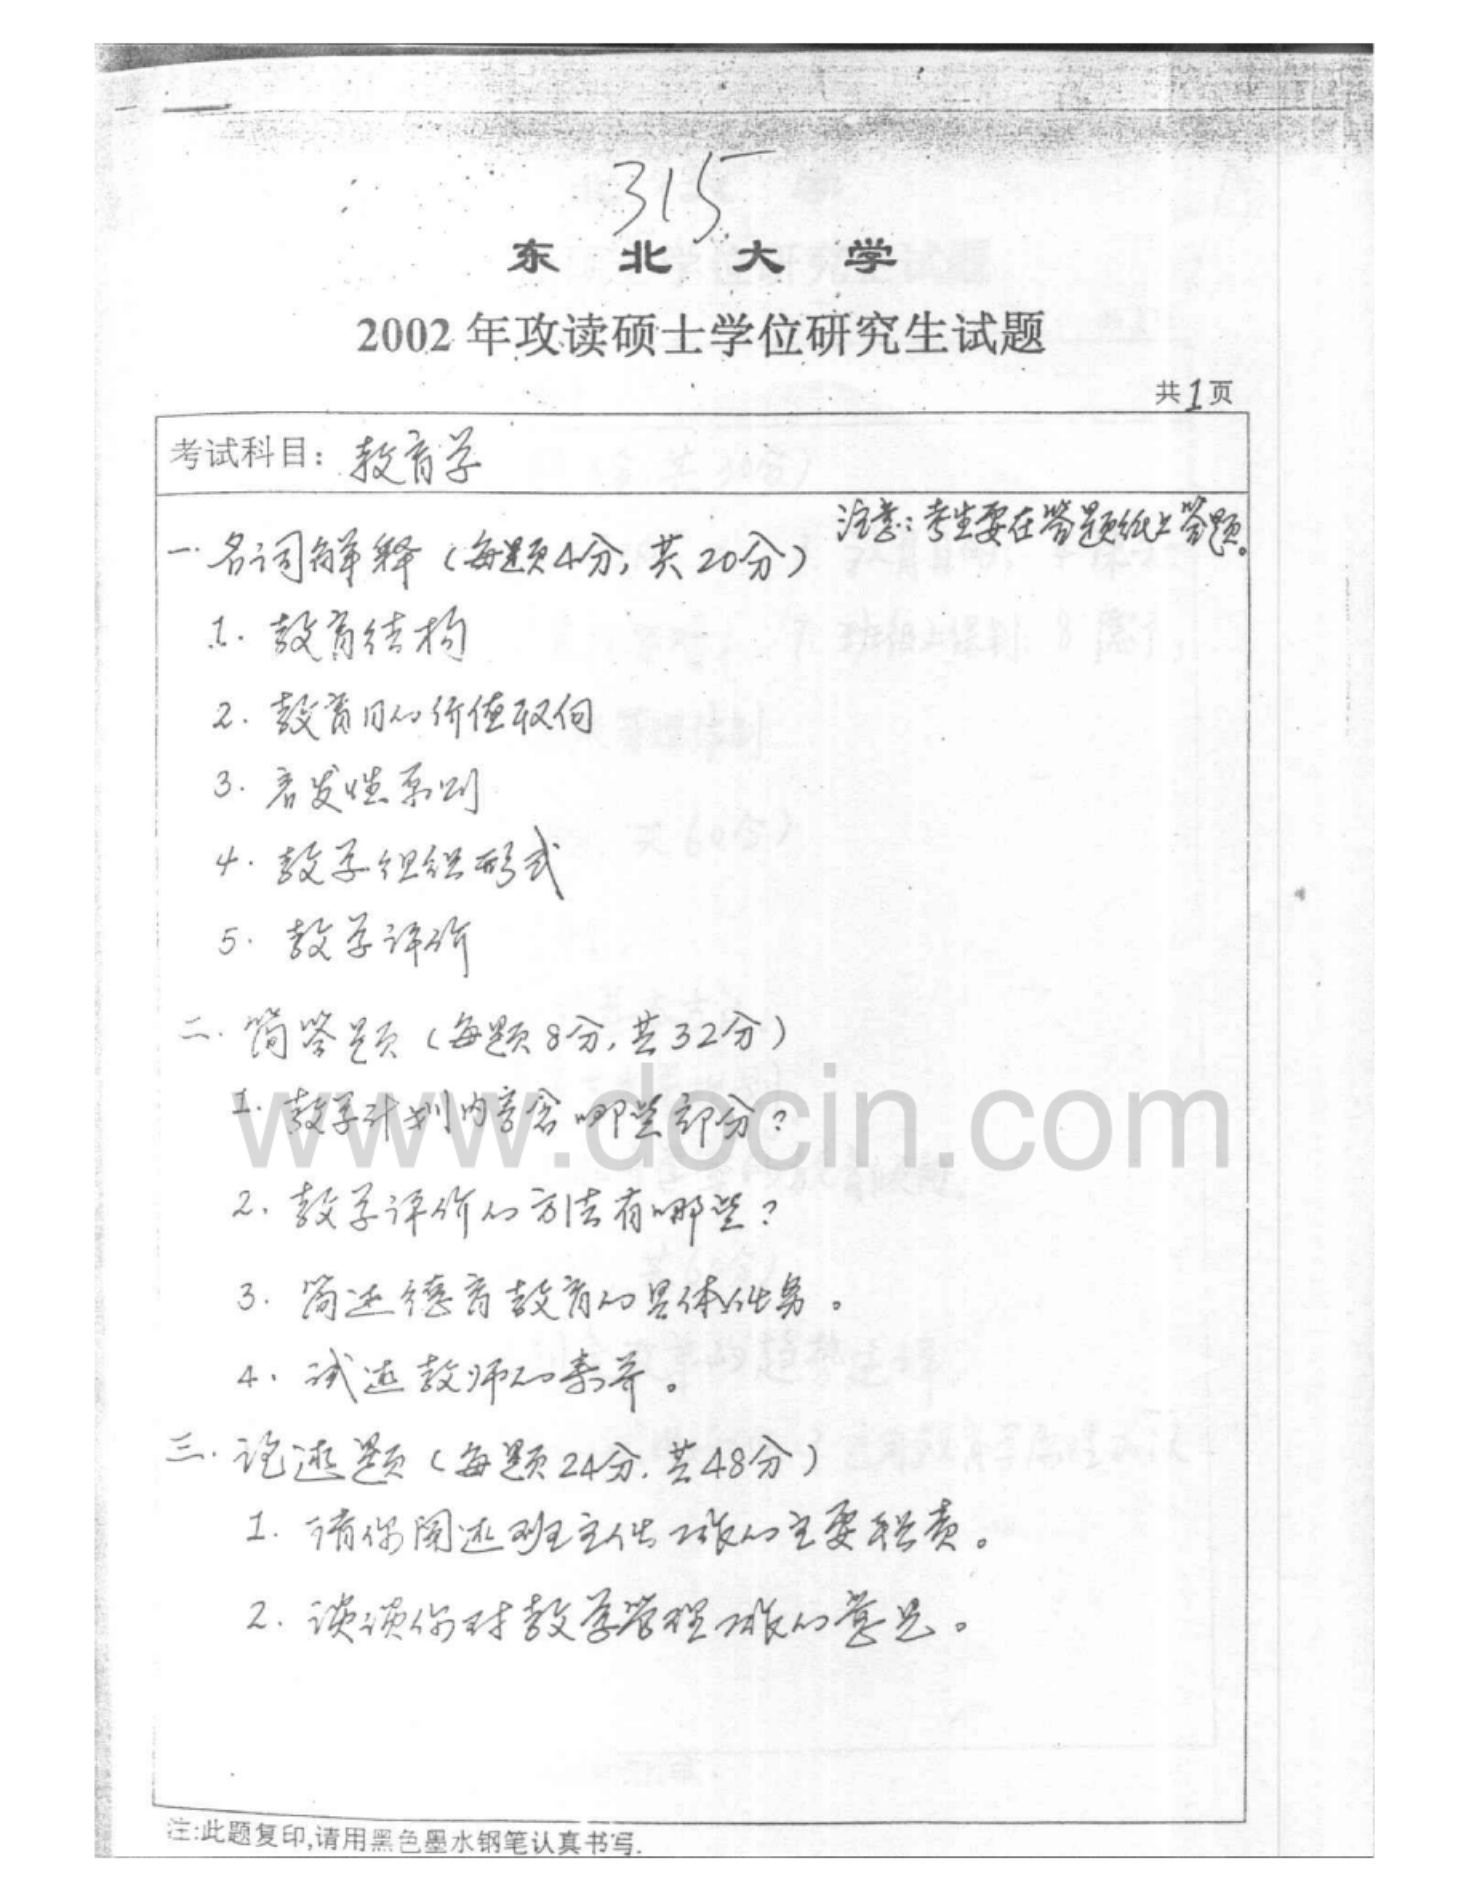 315
东北大学
2002年攻读硕士学位研究生试题
共1页
考试科目：教育学
注意：考生要在答题纸上答题。
一.名词解释（每题4分，共20分）
1.教育结构
2.教育目的价值取向
3.启发性原则
4.教学组织形式
5.教学评价
二.简答题（每题8分，共32分）
1.教学计划内容含哪些部分？
2.教学评价的方法有哪些？
3.简述德育教育的具体任务。
4.试述教师的素养。
三.论述题（每题24分.共48分）
1.请你阐述班主任工作的主要职责。
2.谈谈你对教学管理工作的意见。
注:此题复印,请用黑色墨水钢笔认真书写.
www.docin.com